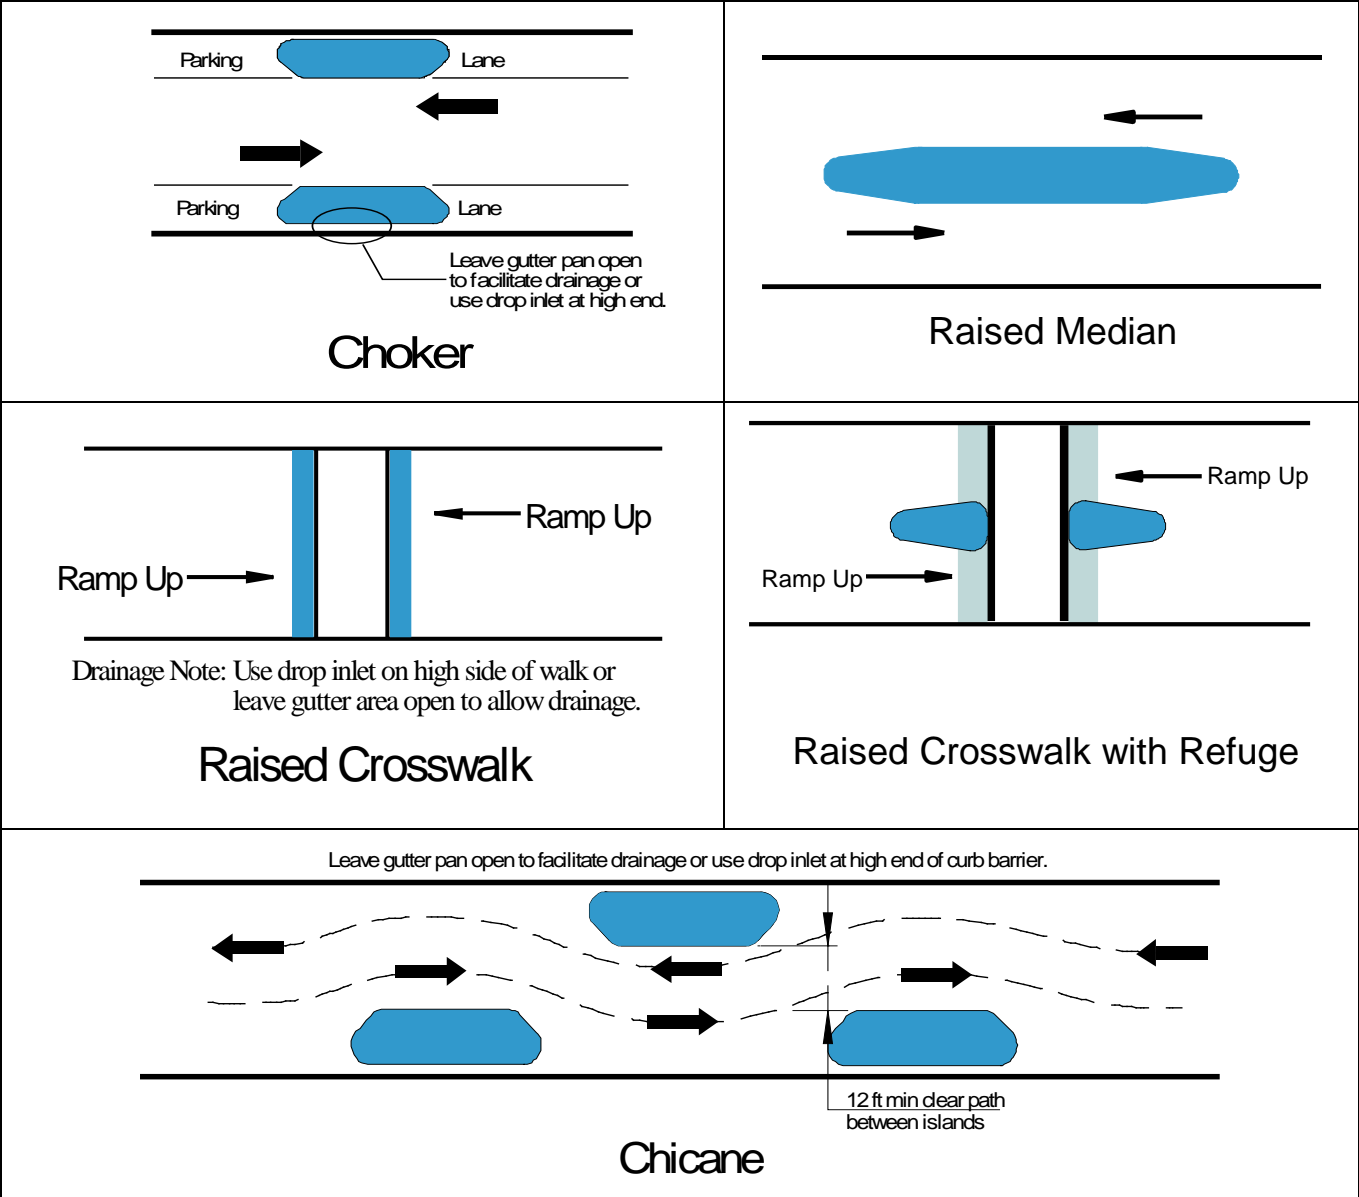 Parking Lane
Parking Lane
Leave gutter pan open
to facilitate drainage or
use drop inlet at high end.
Choker
Raised Median
Ramp Up
Ramp Up
Drainage Note: Use drop inlet on high side of walk or
leave gutter area open to allow drainage.
Raised Crosswalk
Ramp Up
Ramp Up
Raised Crosswalk with Refuge
Leave gutter pan open to facilitate drainage or use drop inlet at high end of curb barrier.
12 ft min clear path
between islands
Chicane